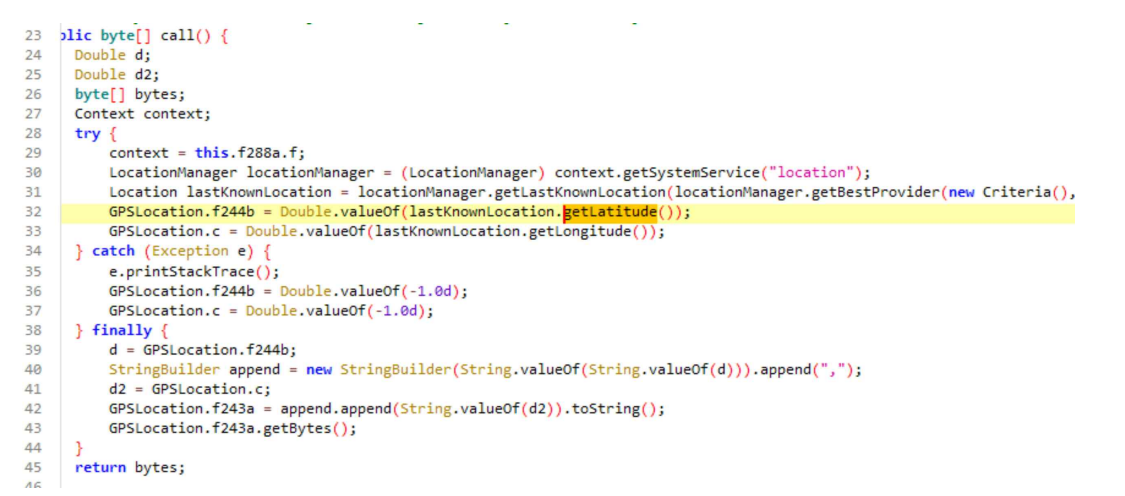 23 blic byte[] call() {
24 Double d;
25 Double d2;
26 byte[] bytes;
27 Context context;
28 try {
29 context = this.f288a.f;
30 LocationManager locationManager = (LocationManager) context.getSystemService("location");
31 Location lastKnownLocation = locationManager.getLastKnownLocation(locationManager.getBestProvider(new Criteria(),
32 GPSLocation.f244b = Double.valueOf(lastKnownLocation.getLatitude());
33 GPSLocation.c = Double.valueOf(lastKnownLocation.getLongitude());
34 } catch (Exception e) {
35 e.printStackTrace();
36 GPSLocation.f244b = Double.valueOf(-1.0d);
37 GPSLocation.c = Double.valueOf(-1.0d);
38 } finally {
39 d = GPSLocation.f244b;
40 StringBuilder append = new StringBuilder(String.valueOf(String.valueOf(d))).append(",");
41 d2 = GPSLocation.c;
42 GPSLocation.f243a = append.append(String.valueOf(d2)).toString();
43 GPSLocation.f243a.getBytes();
44 }
45 return bytes;
46